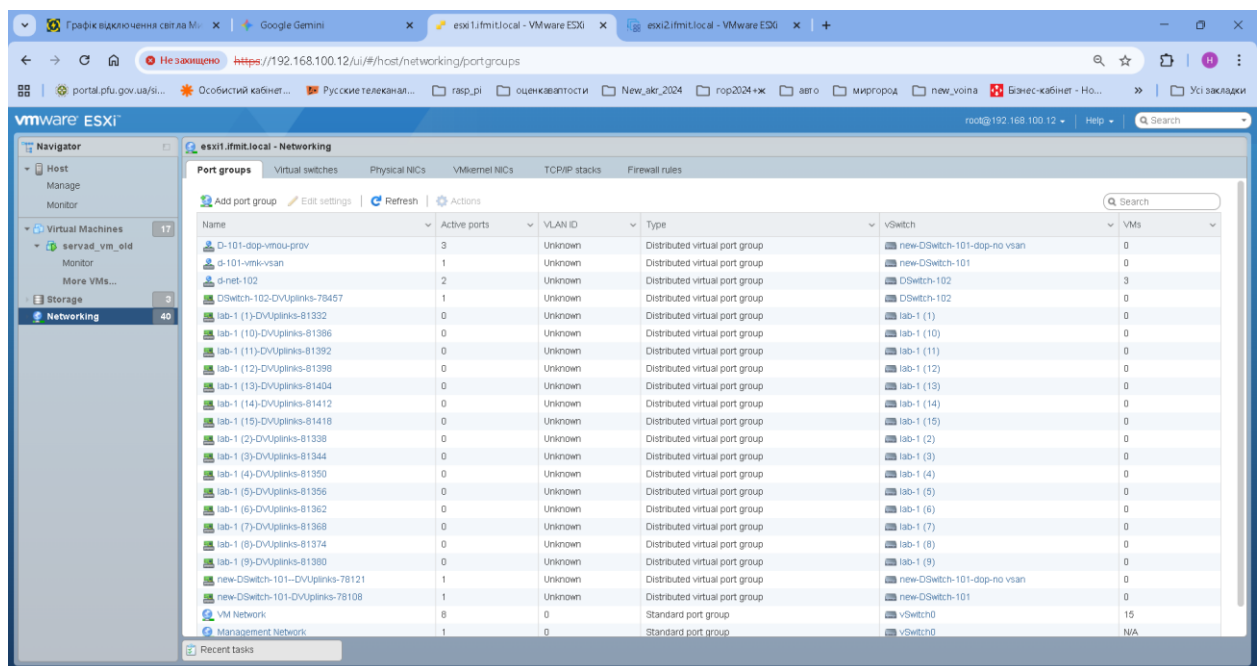 Графік відключення світла Ми
Google Gemini
esxi1.ifmit.local - VMware ESXi
esxi2.ifmit.local - VMware ESXi
Не захищено https://192.168.100.12/ui/#/host/networking/portgroups
portal.pfu.gov.ua/si... Особистий кабінет... Русские телеканал... rasp_pi оценкавапτости New_akr_2024 гор2024+ж авто миргород new_voina Бізнес-кабінет - Но... » Усі закладки
vmware ESXi root@192.168.100.12 Help Search
Navigator
Host
Manage
Monitor
Virtual Machines 17
servad_vm_old
Monitor
More VMs...
Storage 3
Networking 40
esxi1.ifmit.local - Networking
Port groups Virtual switches Physical NICs VMkernel NICs TCP/IP stacks Firewall rules
Add port group Edit settings Refresh Actions Search
Name Active ports VLAN ID Type vSwitch VMs
D-101-dop-vmou-prov 3 Unknown Distributed virtual port group new-DSwitch-101-dop-no vsan 0
d-101-vmk-vsan 1 Unknown Distributed virtual port group new-DSwitch-101 0
d-net-102 2 Unknown Distributed virtual port group DSwitch-102 3
DSwitch-102-DVUplinks-78457 1 Unknown Distributed virtual port group DSwitch-102 0
lab-1 (1)-DVUplinks-81332 0 Unknown Distributed virtual port group lab-1 (1) 0
lab-1 (10)-DVUplinks-81386 0 Unknown Distributed virtual port group lab-1 (10) 0
lab-1 (11)-DVUplinks-81392 0 Unknown Distributed virtual port group lab-1 (11) 0
lab-1 (12)-DVUplinks-81398 0 Unknown Distributed virtual port group lab-1 (12) 0
lab-1 (13)-DVUplinks-81404 0 Unknown Distributed virtual port group lab-1 (13) 0
lab-1 (14)-DVUplinks-81412 0 Unknown Distributed virtual port group lab-1 (14) 0
lab-1 (15)-DVUplinks-81418 0 Unknown Distributed virtual port group lab-1 (15) 0
lab-1 (2)-DVUplinks-81338 0 Unknown Distributed virtual port group lab-1 (2) 0
lab-1 (3)-DVUplinks-81344 0 Unknown Distributed virtual port group lab-1 (3) 0
lab-1 (4)-DVUplinks-81350 0 Unknown Distributed virtual port group lab-1 (4) 0
lab-1 (5)-DVUplinks-81356 0 Unknown Distributed virtual port group lab-1 (5) 0
lab-1 (6)-DVUplinks-81362 0 Unknown Distributed virtual port group lab-1 (6) 0
lab-1 (7)-DVUplinks-81368 0 Unknown Distributed virtual port group lab-1 (7) 0
lab-1 (8)-DVUplinks-81374 0 Unknown Distributed virtual port group lab-1 (8) 0
lab-1 (9)-DVUplinks-81380 0 Unknown Distributed virtual port group lab-1 (9) 0
new-DSwitch-101--DVUplinks-78121 1 Unknown Distributed virtual port group new-DSwitch-101-dop-no vsan 0
new-DSwitch-101-DVUplinks-78108 1 Unknown Distributed virtual port group new-DSwitch-101 0
VM Network 8 0 Standard port group vSwitch0 15
Management Network 1 0 Standard port group vSwitch0 N/A
Recent tasks